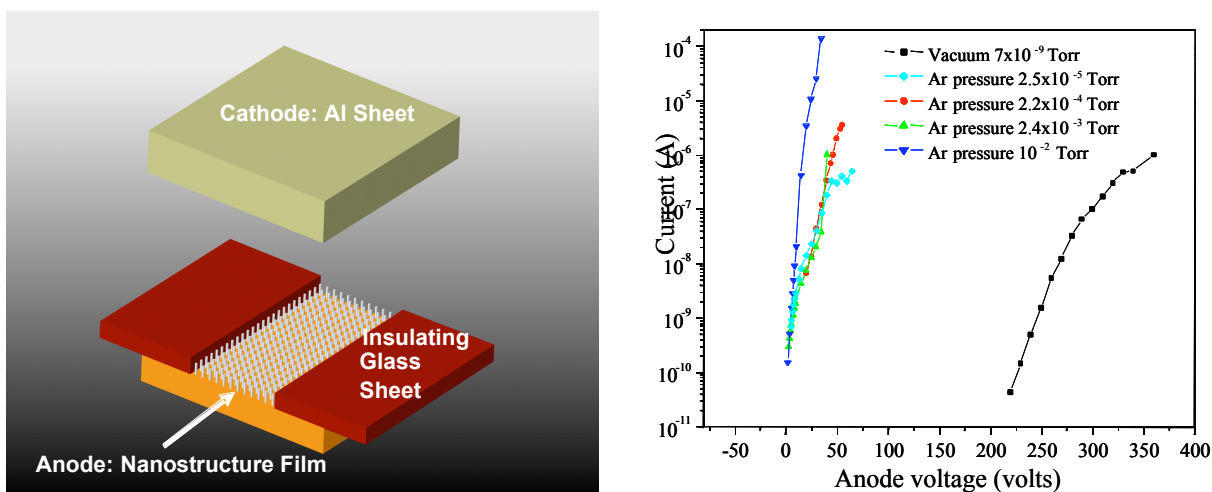 Cathode: Al Sheet
Insulating
Glass
Sheet
Anode: Nanostructure Film
Current (A)
10⁻⁴
10⁻⁵
10⁻⁶
10⁻⁷
10⁻⁸
10⁻⁹
10⁻¹⁰
10⁻¹¹
Vacuum 7x10 ⁻⁹ Torr
Ar pressure 2.5x10 ⁻⁵ Torr
Ar pressure 2.2x10 ⁻⁴ Torr
Ar pressure 2.4x10 ⁻³ Torr
Ar pressure 10 ⁻² Torr
-50 0 50 100 150 200 250 300 350 400
Anode voltage (volts)